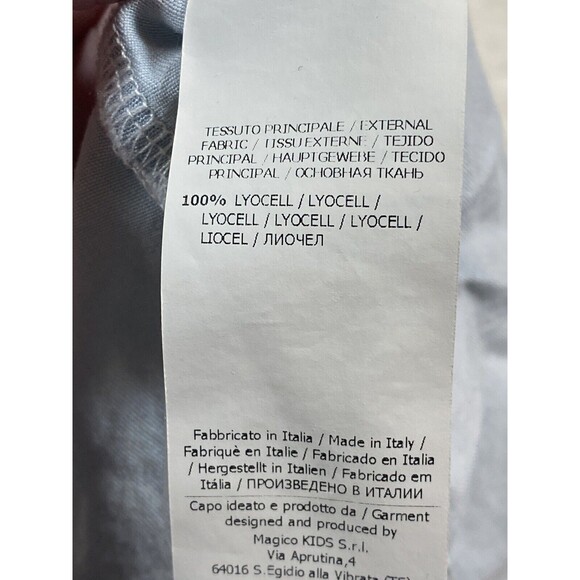 TESSUTO PRINCIPALE / EXTERNAL
FABRIC / TISSU EXTERNE / TEJIDO
PRINCIPAL / HAUPTGEWEBE / TECIDO
PRINCIPAL / ОСНОВНАЯ ТКАНЬ
100% LYOCELL / LYOCELL /
LYOCELL / LYOCELL / LYOCELL /
LIOCEL / ЛИОЧЕЛ
Fabbricato in Italia / Made in Italy /
Fabriquè en Italie / Fabricado en Italia
/ Hergestellt in Italien / Fabricado em
Itália / ПРОИЗВЕДЕНО В ИТАЛИИ
Capo ideato e prodotto da / Garment
designed and produced by
Magico KIDS S.r.l.
Via Aprutina,4
64016 S.Egidio alla Vibrata (TE)